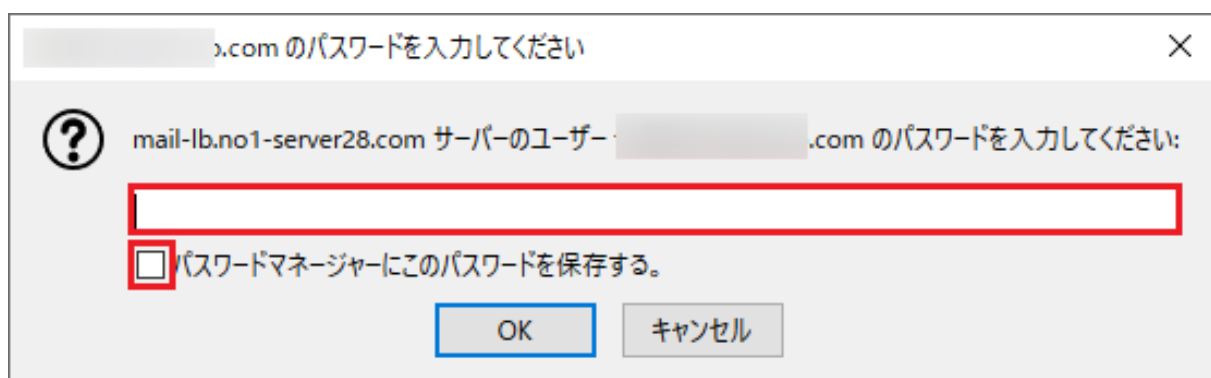 .com のパスワードを入力してください
mail-lb.no1-server28.com サーバーのユーザー .com のパスワードを入力してください:
パスワードマネージャーにこのパスワードを保存する。
OK
キャンセル